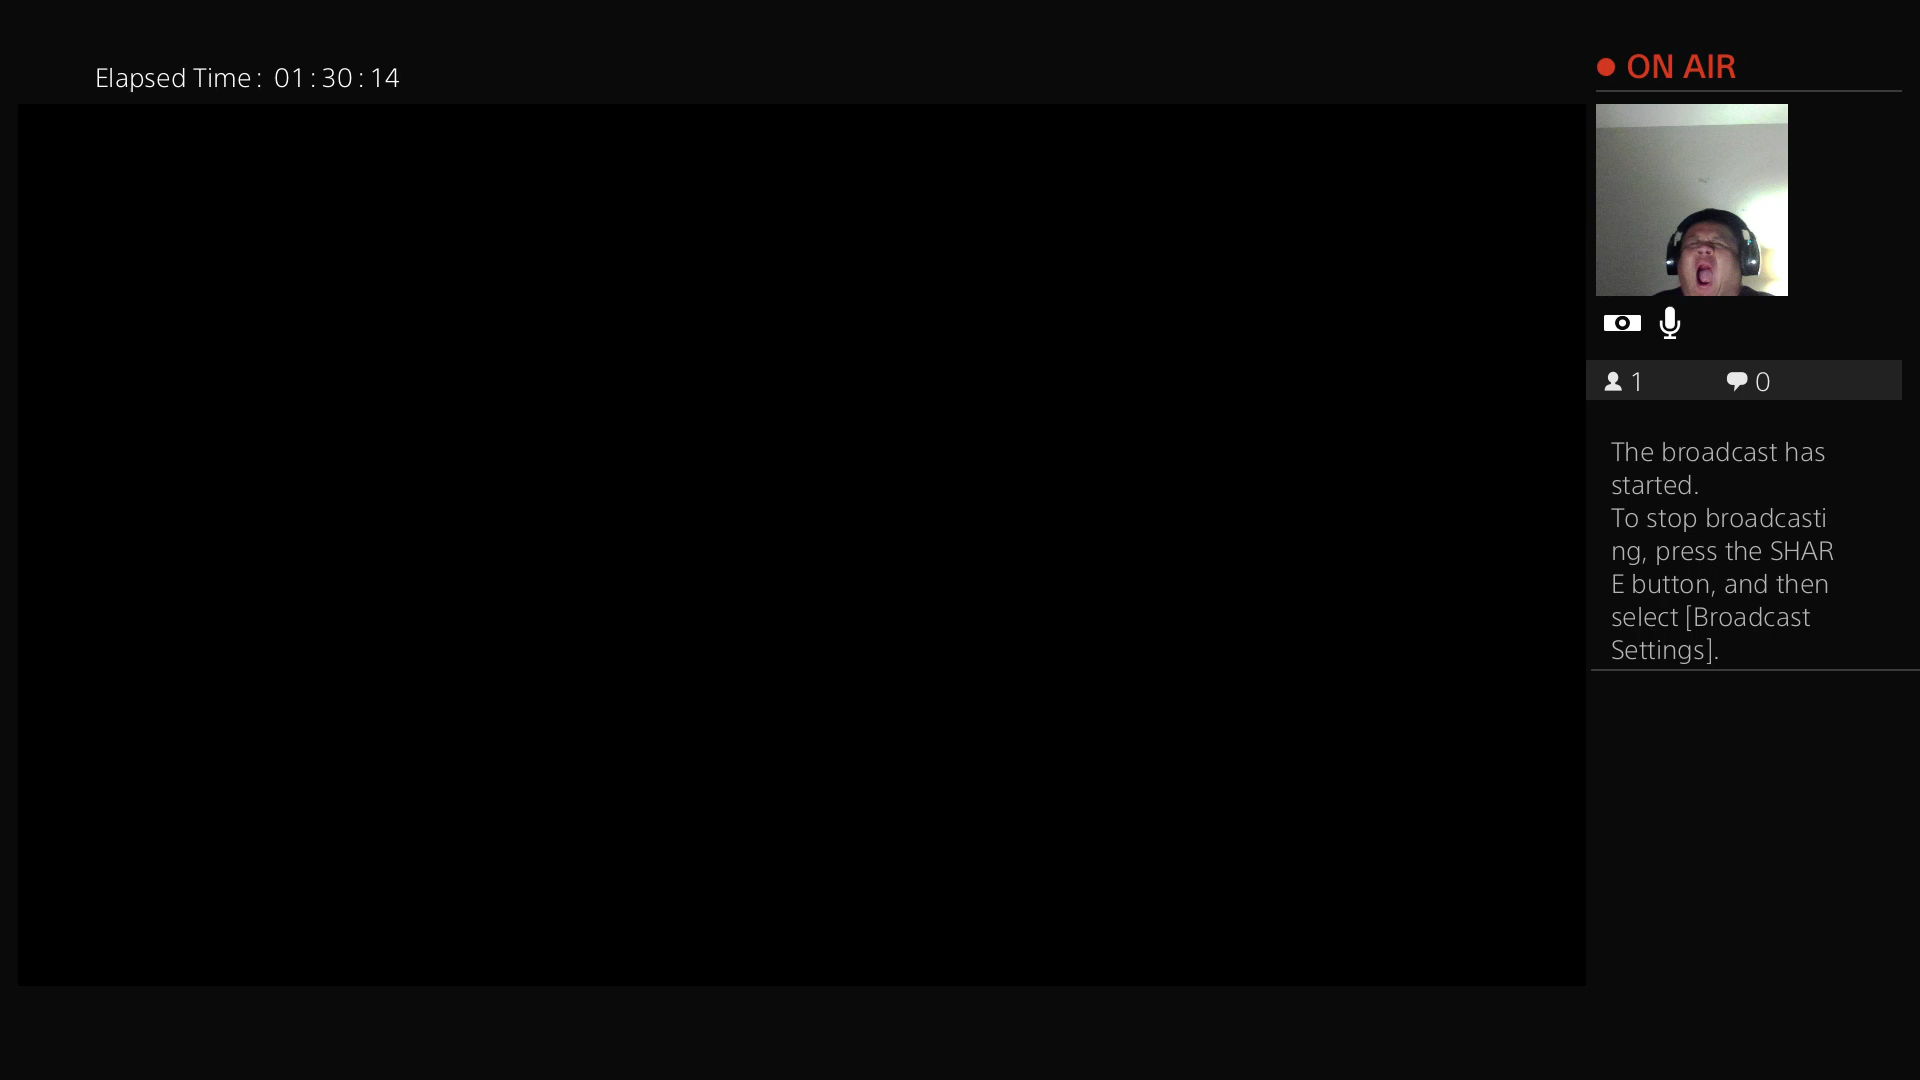 Elapsed Time: 01:30:14
ON AIR
1
0
The broadcast has
started.
To stop broadcasti
ng, press the SHAR
E button, and then
select [Broadcast
Settings].